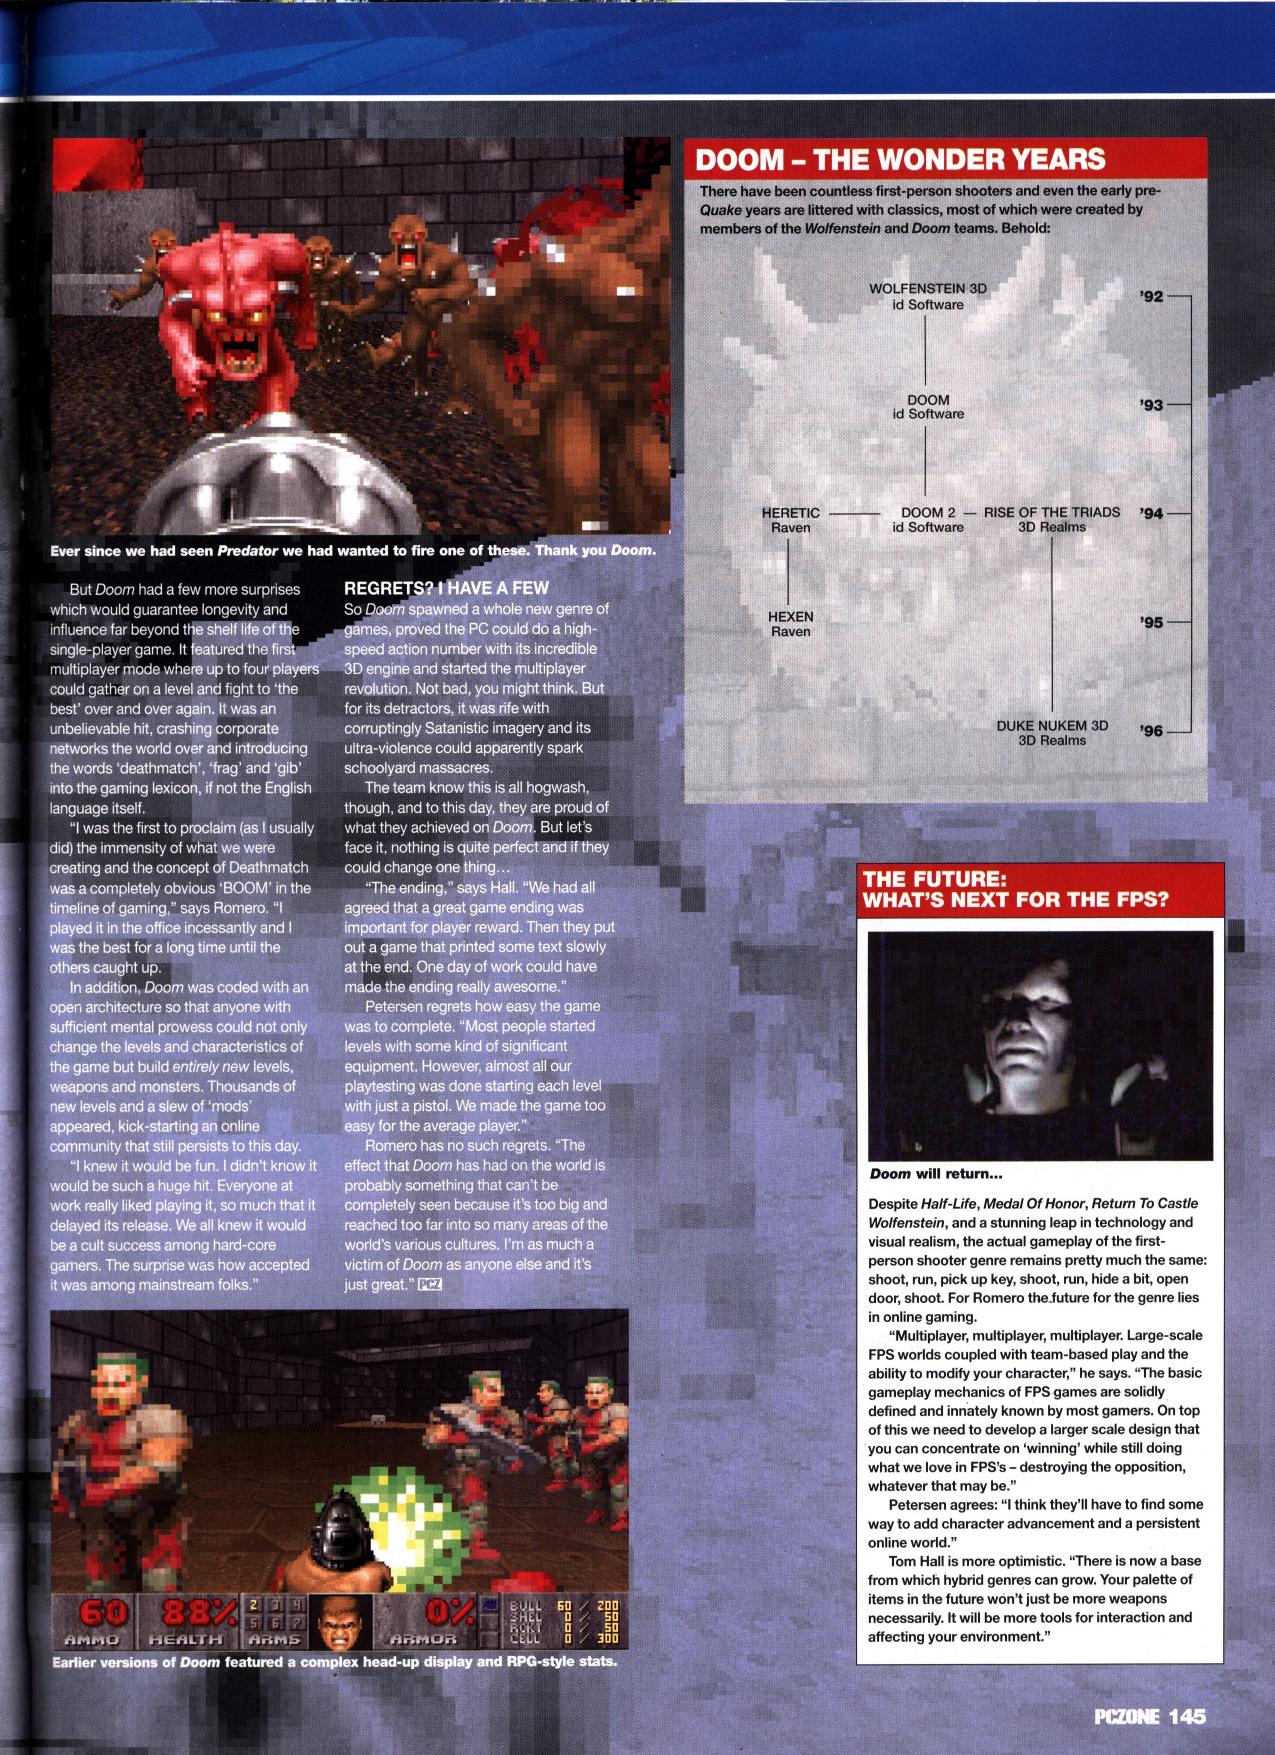 Ever since we had seen Predator we had wanted to fire one of these. Thank you Doom.
But Doom had a few more surprises
which would guarantee longevity and
influence far beyond the shelf life of the
single-player game. It featured the first
multiplayer mode where up to four players
could gather on a level and fight to ‘the
best’ over and over again. It was an
unbelievable hit, crashing corporate
networks the world over and introducing
the words ‘deathmatch’, ‘frag’ and ‘gib’
into the gaming lexicon, if not the English
language itself.
“I was the first to proclaim (as I usually
did) the immensity of what we were
creating and the concept of Deathmatch
was a completely obvious ‘BOOM’ in the
timeline of gaming,” says Romero. “I
played it in the office incessantly and I
was the best for a long time until the
others caught up.
In addition, Doom was coded with an
open architecture so that anyone with
sufficient mental prowess could not only
change the levels and characteristics of
the game but build entirely new levels,
weapons and monsters. Thousands of
new levels and a slew of ‘mods’
appeared, kick-starting an online
community that still persists to this day.
“I knew it would be fun. I didn’t know it
would be such a huge hit. Everyone at
work really liked playing it, so much that it
delayed its release. We all knew it would
be a cult success among hard-core
gamers. The surprise was how accepted
it was among mainstream folks.”
REGRETS? I HAVE A FEW
So Doom spawned a whole new genre of
games, proved the PC could do a high-
speed action number with its incredible
3D engine and started the multiplayer
revolution. Not bad, you might think. But
for its detractors, it was rife with
corruptingly Satanistic imagery and its
ultra-violence could apparently spark
schoolyard massacres.
The team know this is all hogwash,
though, and to this day, they are proud of
what they achieved on Doom. But let’s
face it, nothing is quite perfect and if they
could change one thing…
“The ending,” says Hall. “We had all
agreed that a great game ending was
important for player reward. Then they put
out a game that printed some text slowly
at the end. One day of work could have
made the ending really awesome.”
Petersen regrets how easy the game
was to complete. “Most people started
levels with some kind of significant
equipment. However, almost all our
playtesting was done starting each level
with just a pistol. We made the game too
easy for the average player.”
Romero has no such regrets. “The
effect that Doom has had on the world is
probably something that can’t be
completely seen because it’s too big and
reached too far into so many areas of the
world’s various cultures. I’m as much a
victim of Doom as anyone else and it’s
just great.” PCZ
60 88% 2 3 4 0% BULL 60 / 200
SHEL 0 / 50
5 6 7 RCKT 0 / 50
AMMO HEALTH ARMS ARMOR CELL 0 / 300
Earlier versions of Doom featured a complex head-up display and RPG-style stats.
DOOM – THE WONDER YEARS
There have been countless first-person shooters and even the early pre-
Quake years are littered with classics, most of which were created by
members of the Wolfenstein and Doom teams. Behold:
WOLFENSTEIN 3D
id Software
’92
DOOM
id Software
’93
HERETIC
Raven
DOOM 2
id Software
RISE OF THE TRIADS
3D Realms
’94
HEXEN
Raven
’95
DUKE NUKEM 3D
3D Realms
’96
THE FUTURE:
WHAT’S NEXT FOR THE FPS?
Doom will return...
Despite Half-Life, Medal Of Honor, Return To Castle
Wolfenstein, and a stunning leap in technology and
visual realism, the actual gameplay of the first-
person shooter genre remains pretty much the same:
shoot, run, pick up key, shoot, run, hide a bit, open
door, shoot. For Romero the future for the genre lies
in online gaming.
“Multiplayer, multiplayer, multiplayer. Large-scale
FPS worlds coupled with team-based play and the
ability to modify your character,” he says. “The basic
gameplay mechanics of FPS games are solidly
defined and innately known by most gamers. On top
of this we need to develop a larger scale design that
you can concentrate on ‘winning’ while still doing
what we love in FPS’s – destroying the opposition,
whatever that may be.”
Petersen agrees: “I think they’ll have to find some
way to add character advancement and a persistent
online world.”
Tom Hall is more optimistic. “There is now a base
from which hybrid genres can grow. Your palette of
items in the future won’t just be more weapons
necessarily. It will be more tools for interaction and
affecting your environment.”
PCZONE 145